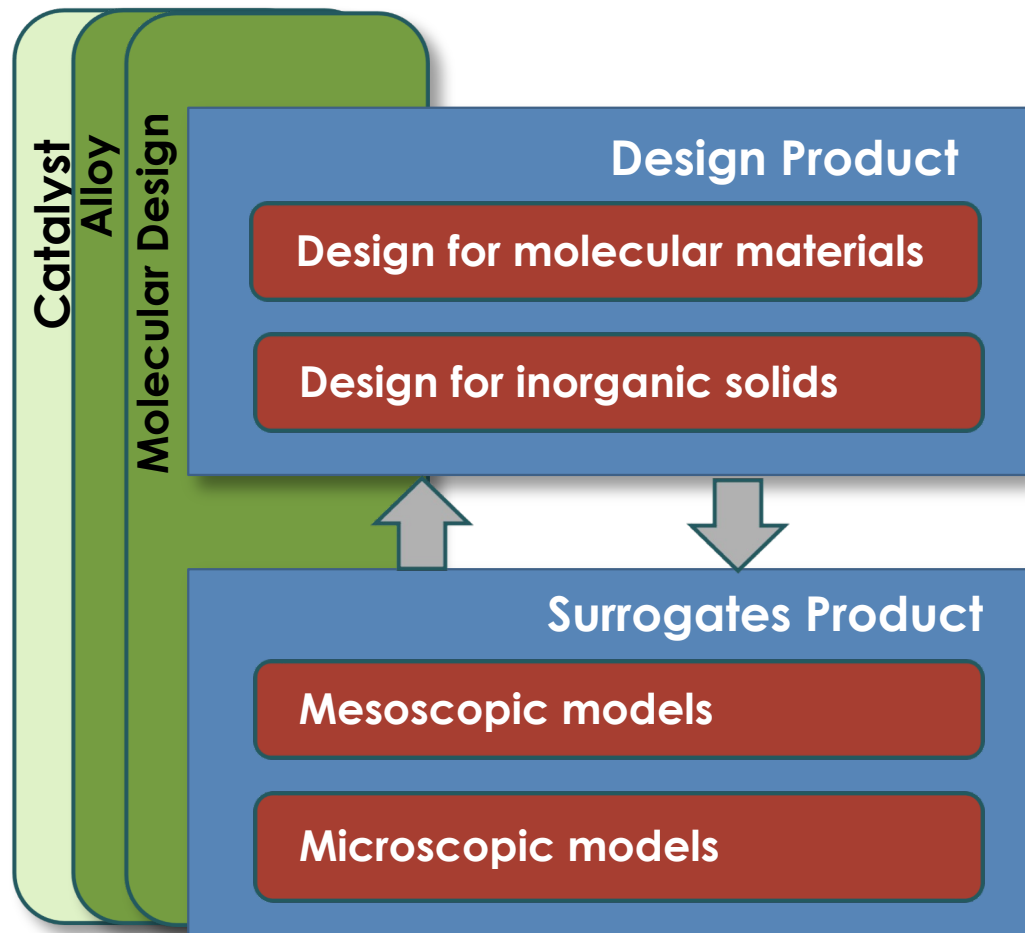 Catalyst
Alloy
Molecular Design
Design Product
Design for molecular materials
Design for inorganic solids
Surrogates Product
Mesoscopic models
Microscopic models